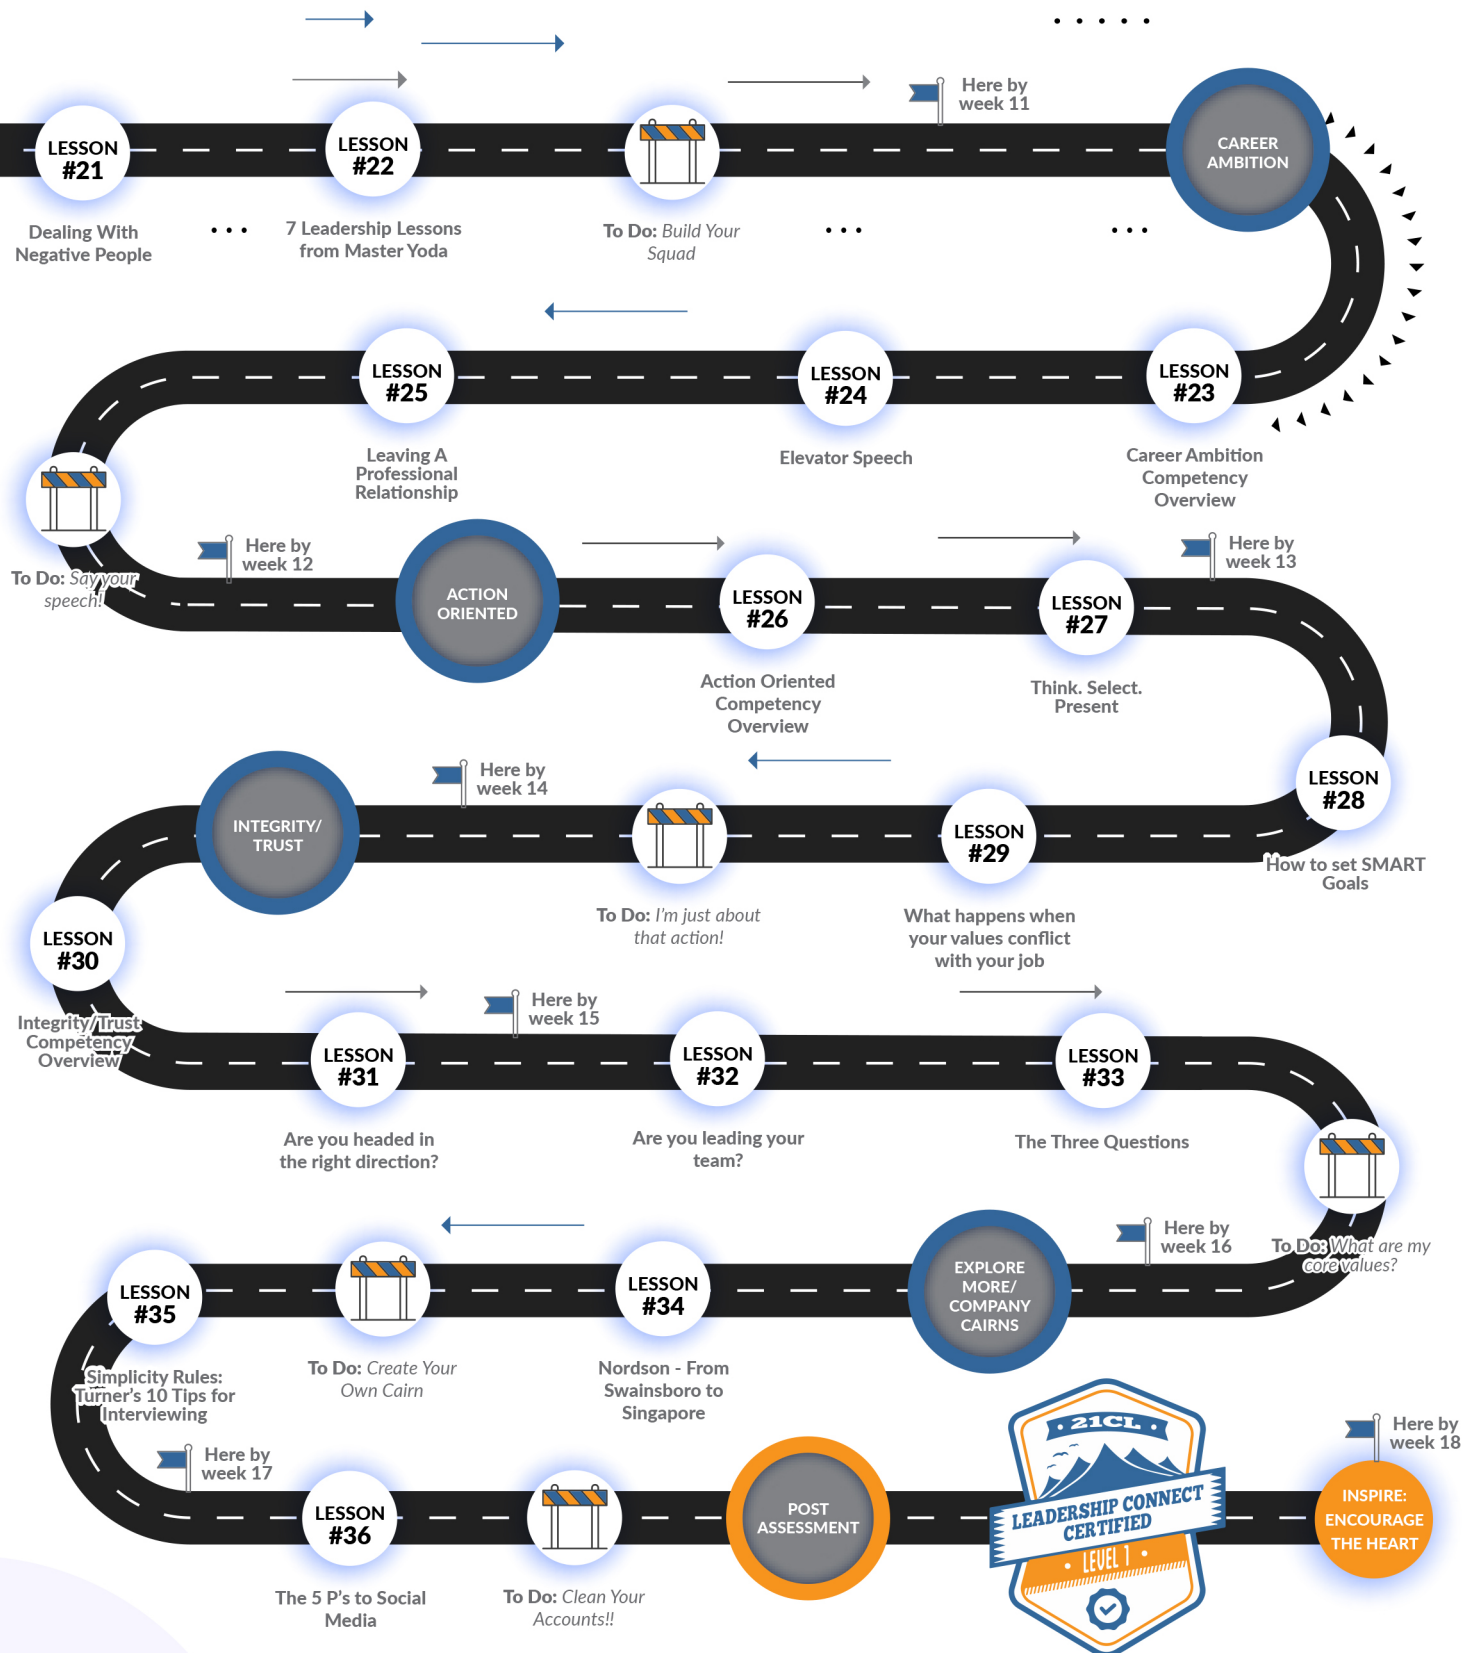 Here by
week 11
LESSON
#21
LESSON
#22
CAREER
AMBITION
Dealing With
Negative People
7 Leadership Lessons
from Master Yoda
To Do: Build Your
Squad
LESSON
#25
LESSON
#24
LESSON
#23
Leaving A
Professional
Relationship
Elevator Speech
Career Ambition
Competency
Overview
To Do: Say your
speech!
Here by
week 12
ACTION
ORIENTED
LESSON
#26
LESSON
#27
Here by
week 13
Action Oriented
Competency
Overview
Think. Select.
Present
LESSON
#28
How to set SMART
Goals
INTEGRITY/
TRUST
Here by
week 14
LESSON
#29
To Do: I'm just about
that action!
What happens when
your values conflict
with your job
LESSON
#30
Integrity/Trust
Competency
Overview
LESSON
#31
Here by
week 15
LESSON
#32
LESSON
#33
Are you headed in
the right direction?
Are you leading your
team?
The Three Questions
To Do: What are my
core values?
Here by
week 16
EXPLORE
MORE/
COMPANY
CAIRNS
LESSON
#34
LESSON
#35
Nordson - From
Swainsboro to
Singapore
To Do: Create Your
Own Cairn
Simplicity Rules:
Turner's 10 Tips for
Interviewing
Here by
week 17
LESSON
#36
The 5 P's to Social
Media
To Do: Clean Your
Accounts!!
POST
ASSESSMENT
21CL
LEADERSHIP CONNECT
CERTIFIED
LEVEL 1
Here by
week 18
INSPIRE:
ENCOURAGE
THE HEART